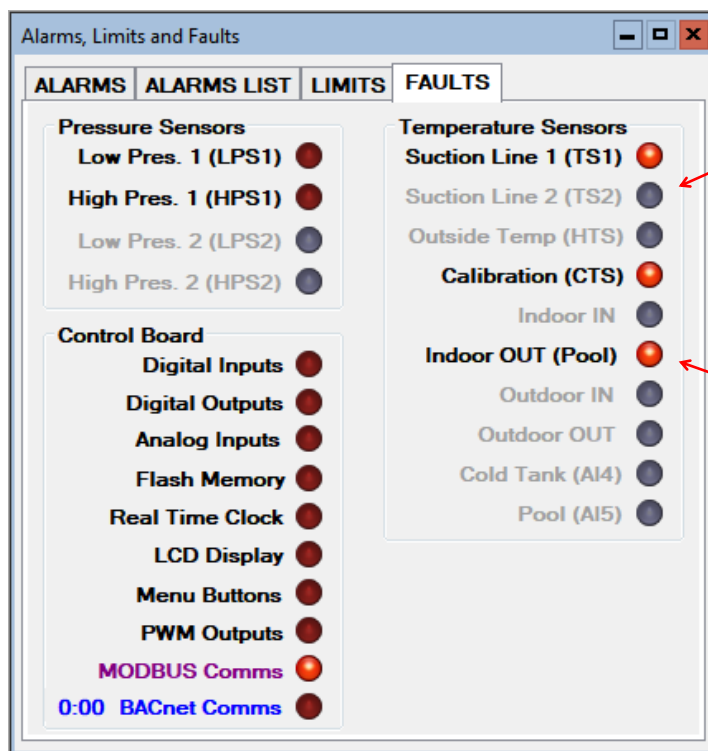 Alarms, Limits and Faults
ALARMS ALARMS LIST LIMITS FAULTS
Pressure Sensors
Low Pres. 1 (LPS1)
High Pres. 1 (HPS1)
Low Pres. 2 (LPS2)
High Pres. 2 (HPS2)
Control Board
Digital Inputs
Digital Outputs
Analog Inputs
Flash Memory
Real Time Clock
LCD Display
Menu Buttons
PWM Outputs
MODBUS Comms
0:00 BACnet Comms
Temperature Sensors
Suction Line 1 (TS1)
Suction Line 2 (TS2)
Outside Temp (HTS)
Calibration (CTS)
Indoor IN
Indoor OUT (Pool)
Outdoor IN
Outdoor OUT
Cold Tank (AI4)
Pool (AI5)